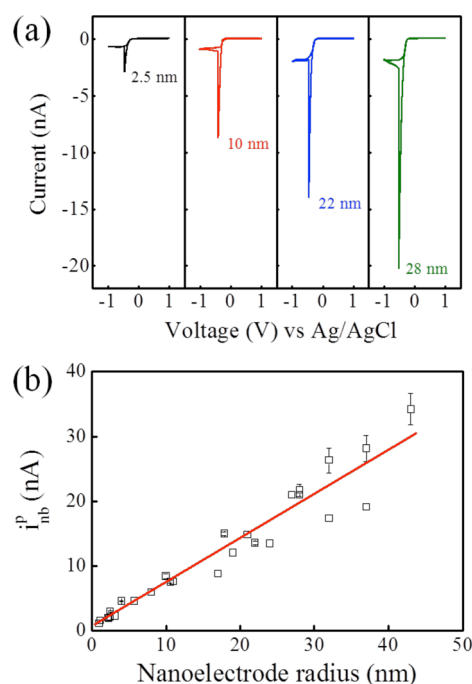 (a)
0
-5
-10
-15
-20
Current (nA)
2.5 nm
10 nm
22 nm
28 nm
-1 0 1 -1 0 1 -1 0 1 -1 0 1
Voltage (V) vs Ag/AgCl
(b)
40
30
20
10
0
i^p_nb (nA)
0 10 20 30 40 50
Nanoelectrode radius (nm)